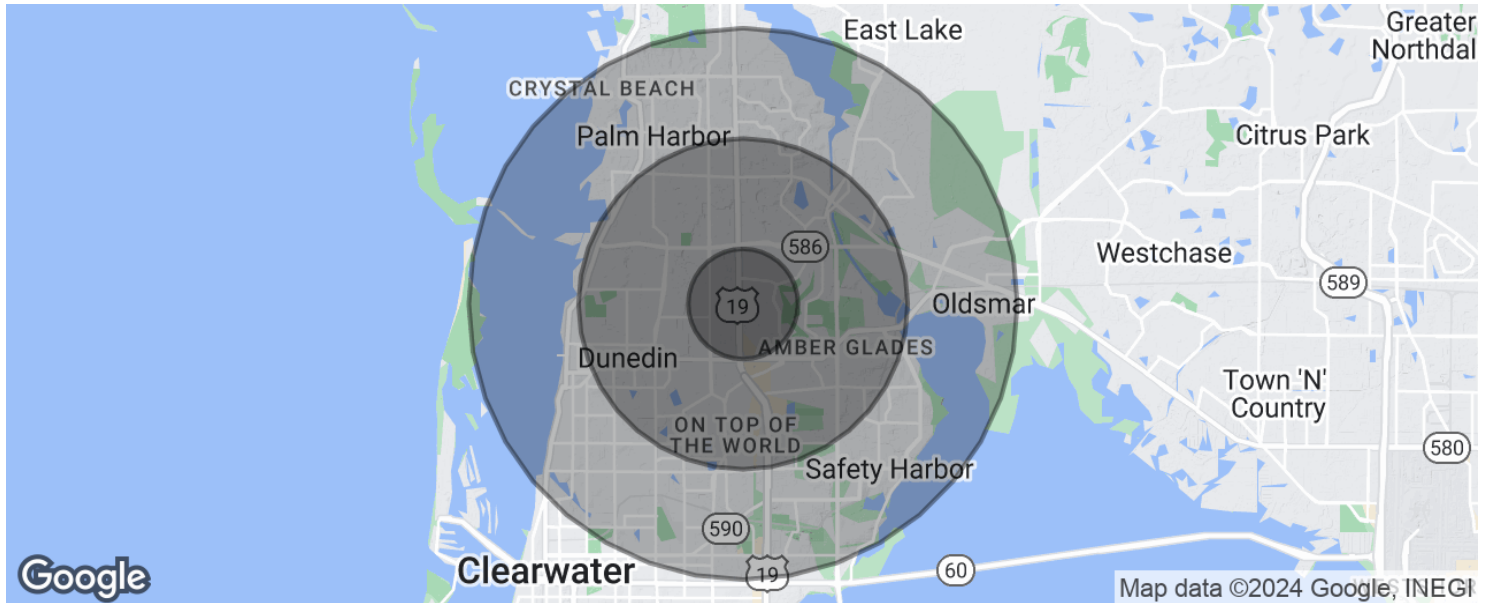 East Lake
Greater
Northdal
CRYSTAL BEACH
Palm Harbor
Citrus Park
586
Westchase
589
19
Oldsmar
AMBER GLADES
Dunedin
Town 'N'
Country
ON TOP OF
THE WORLD
580
Safety Harbor
590
Clearwater
19
60
Google
Map data ©2024 Google, INEGI